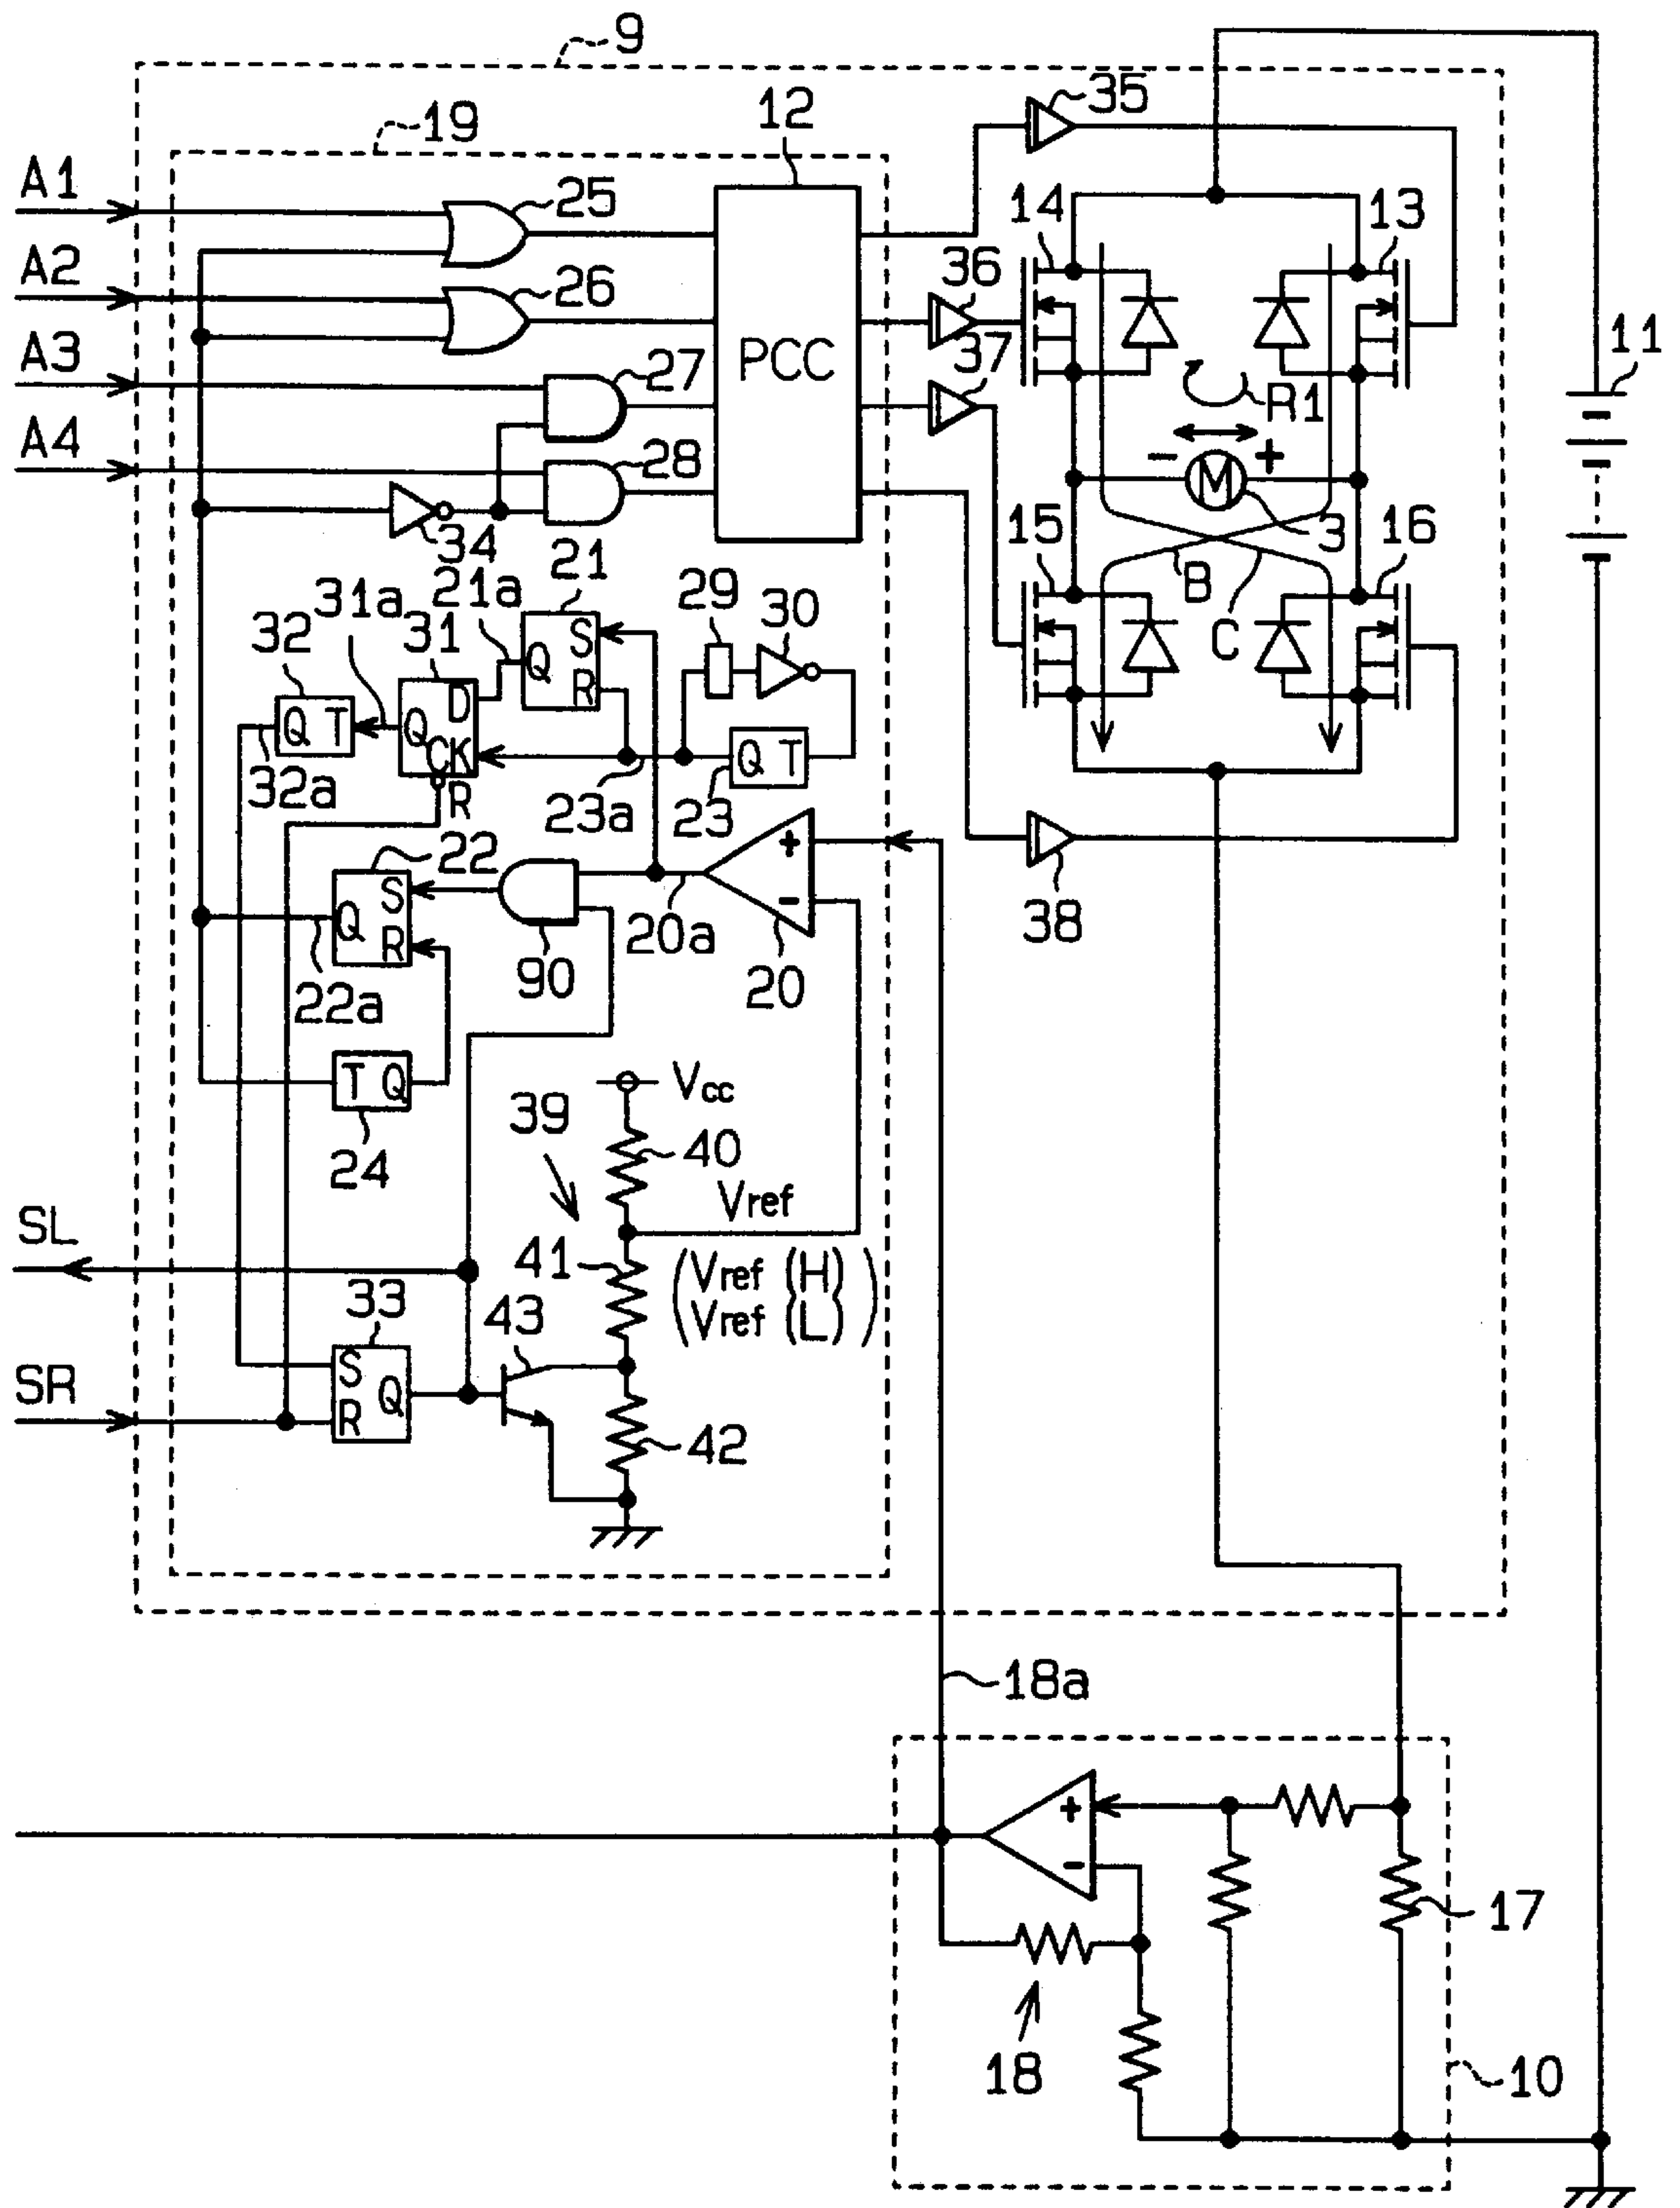 9
35
12
19
A1
25
14
13
A2
36
26
A3
37
11
27
PCC
R1
A4
28
- +
M
34
15
3
16
21
B
29
30
C
21a
31a
31
32
S
Q
R
D
Q T
Q
CK
Q T
32a
R
23a
23
22
+
-
S
Q
R
38
20a
90
20
22a
T Q
Vcc
24
39
40
Vref
SL
41
Vref (H)
Vref (L)
33
43
SR
S
Q
R
42
18a
+
-
17
18
10